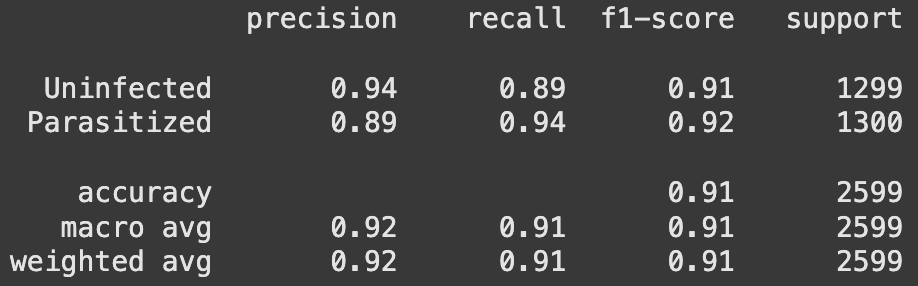 precision recall f1-score support
Uninfected 0.94 0.89 0.91 1299
Parasitized 0.89 0.94 0.92 1300
accuracy 0.91 2599
macro avg 0.92 0.91 0.91 2599
weighted avg 0.92 0.91 0.91 2599